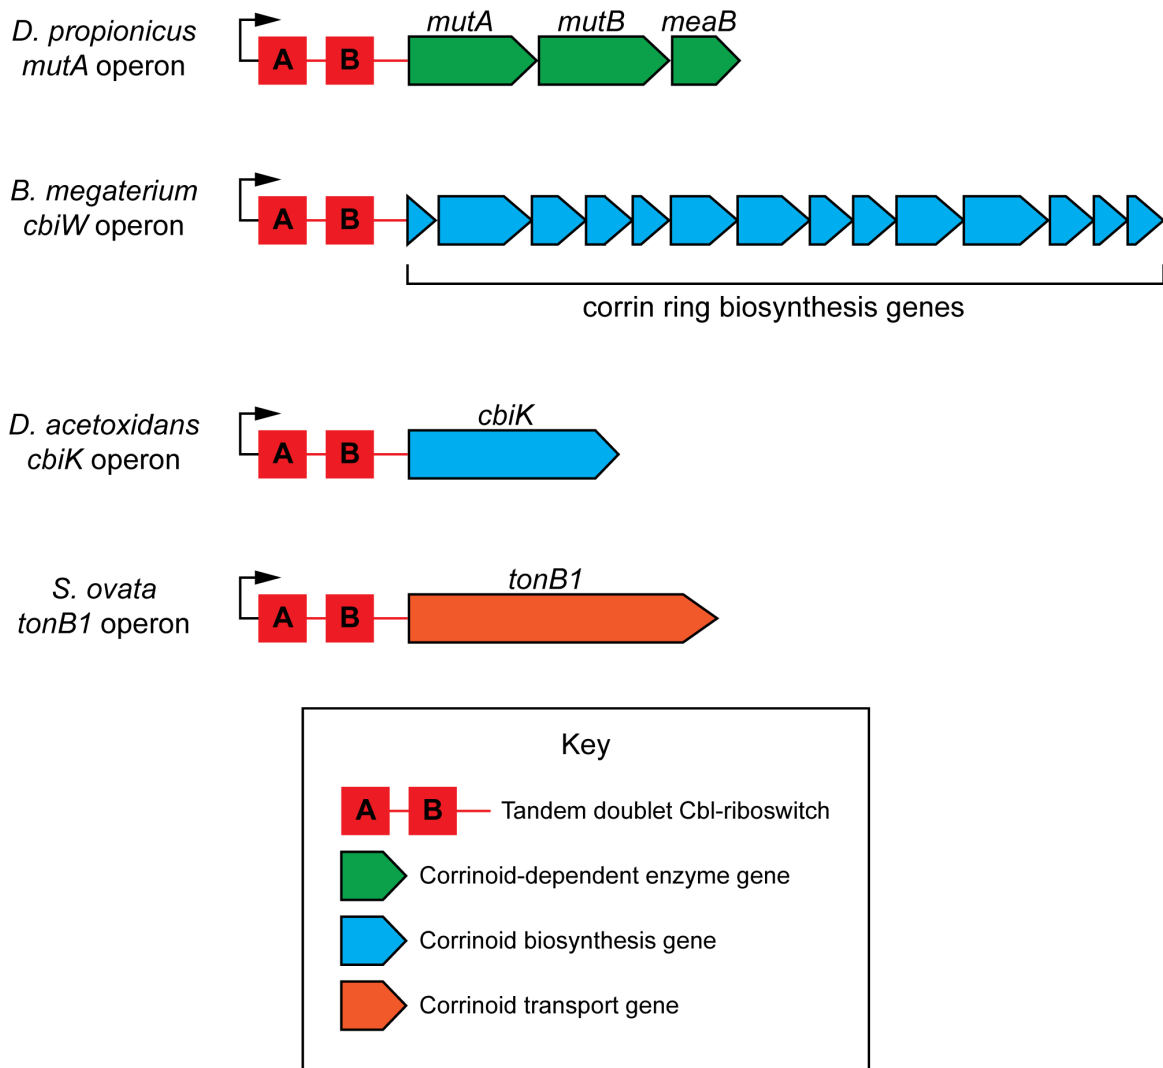 D. propionicus
mutA operon
A B
mutA mutB meaB
B. megaterium
cbiW operon
A B
corrin ring biosynthesis genes
D. acetoxidans
cbiK operon
A B
cbiK
S. ovata
tonB1 operon
A B
tonB1
Key
A B Tandem doublet Cbl-riboswitch
Corrinoid-dependent enzyme gene
Corrinoid biosynthesis gene
Corrinoid transport gene